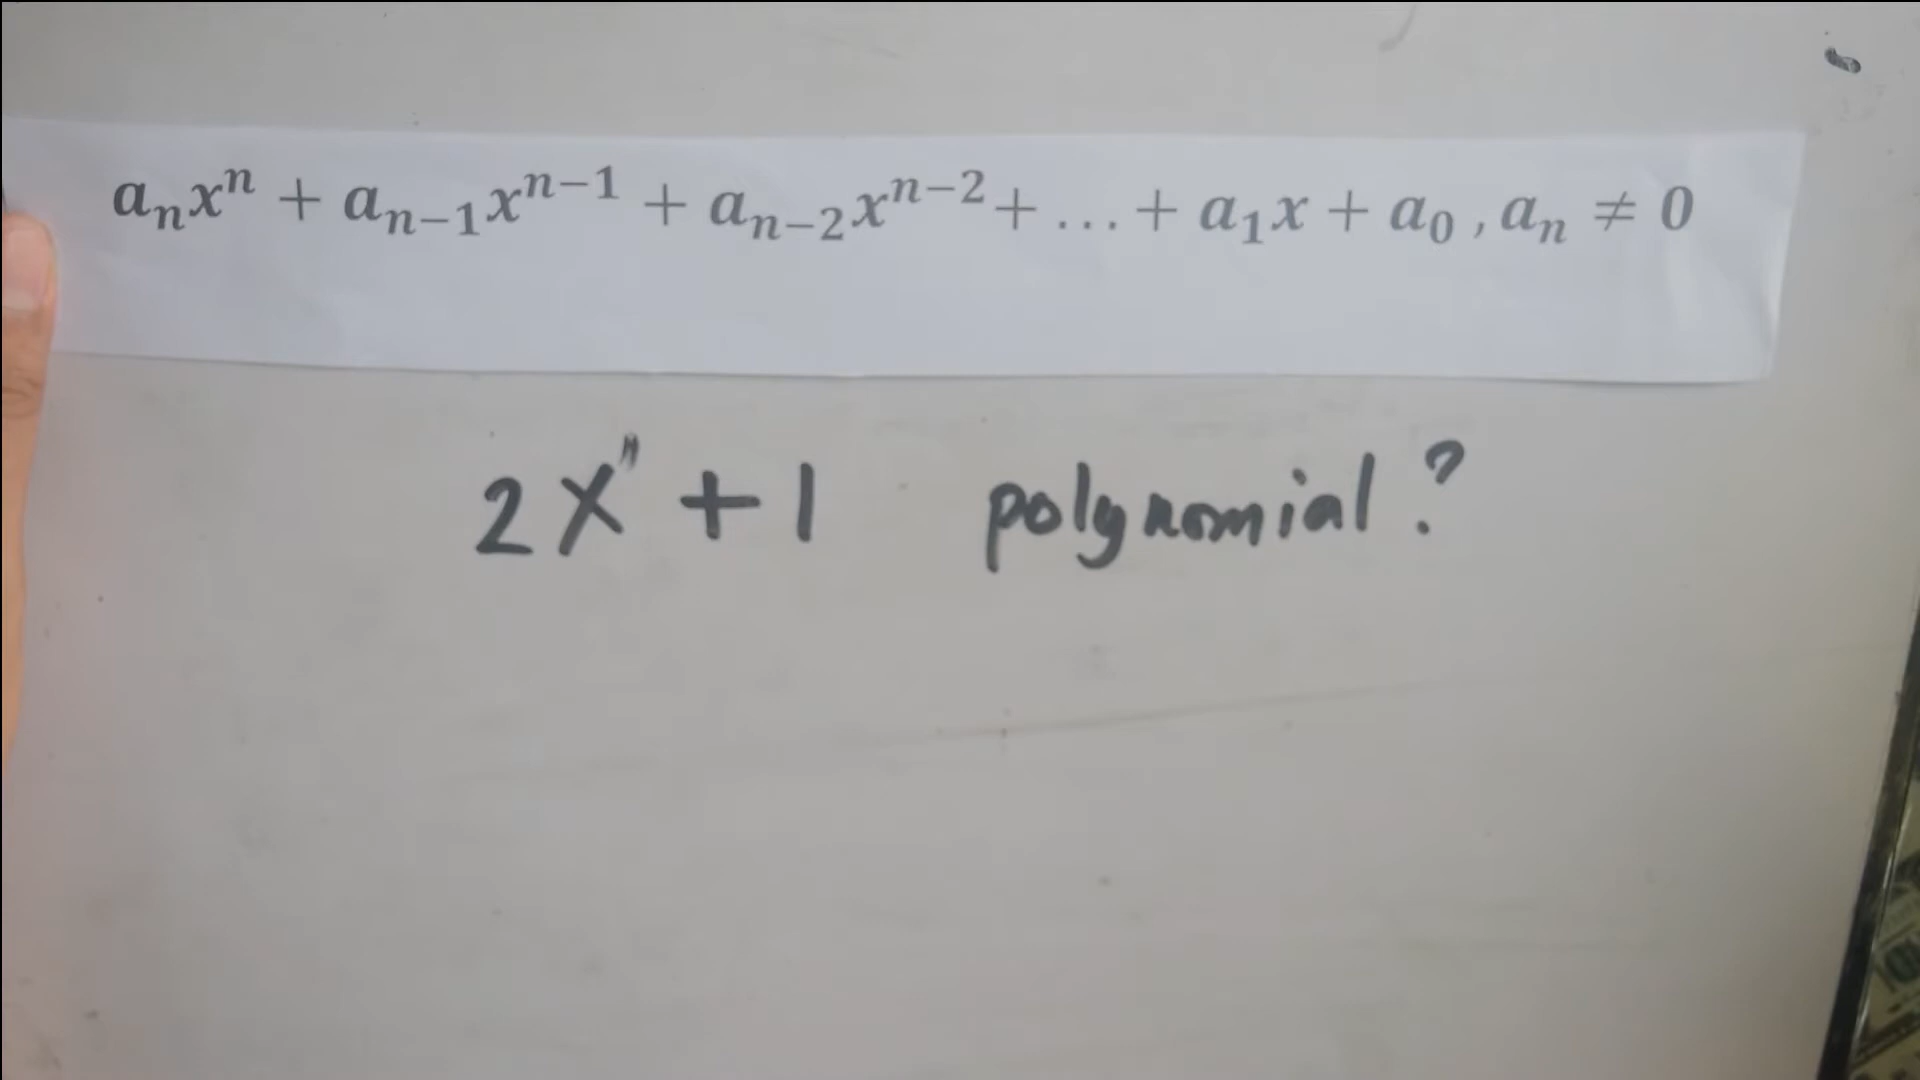 aₙxⁿ + aₙ₋₁xⁿ⁻¹ + aₙ₋₂xⁿ⁻² + ... + a₁x + a₀ , aₙ ≠ 0
2xⁿ + 1 polynomial ?